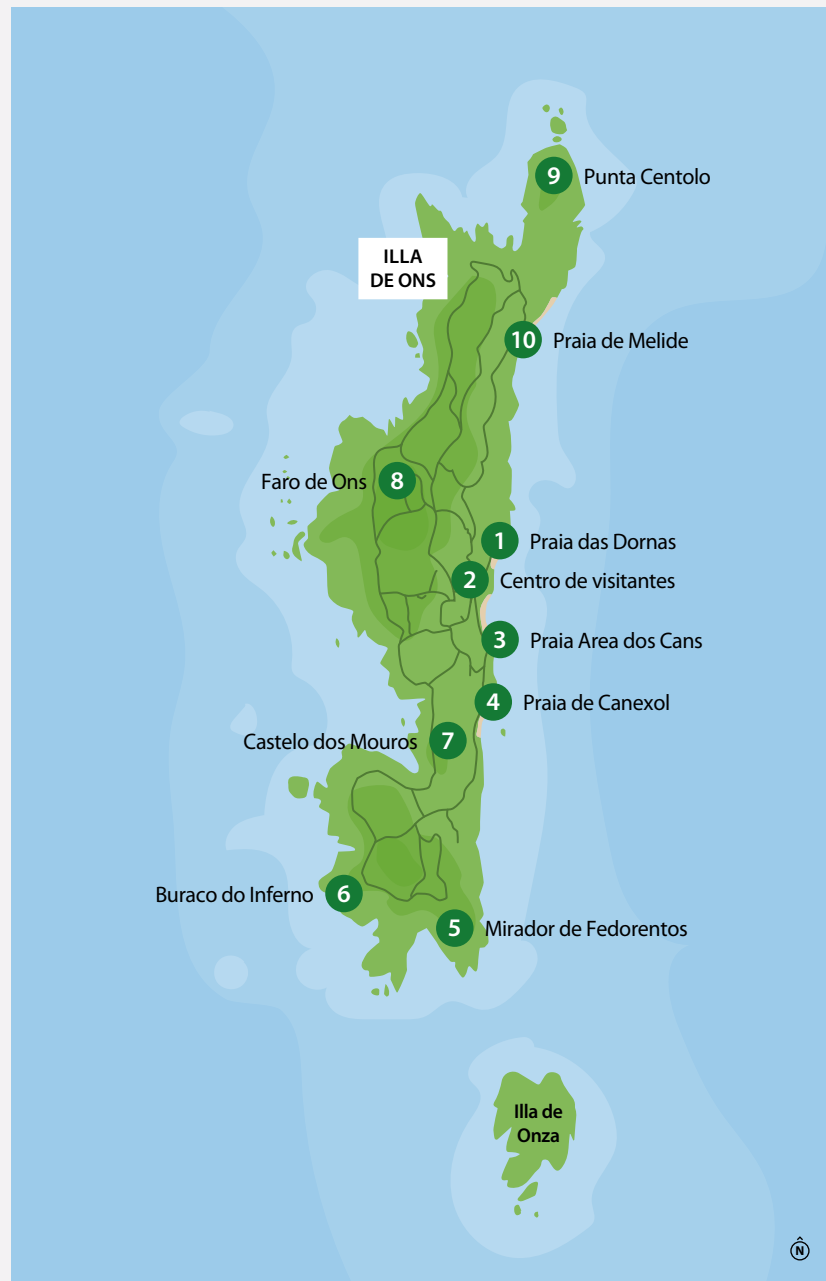 9 Punta Centolo
ILLA
DE ONS
10 Praia de Melide
Faro de Ons 8
1 Praia das Dornas
2 Centro de visitantes
3 Praia Area dos Cans
4 Praia de Canexol
Castelo dos Mouros 7
Buraco do Inferno 6
5 Mirador de Fedorentos
Illa de
Onza
N